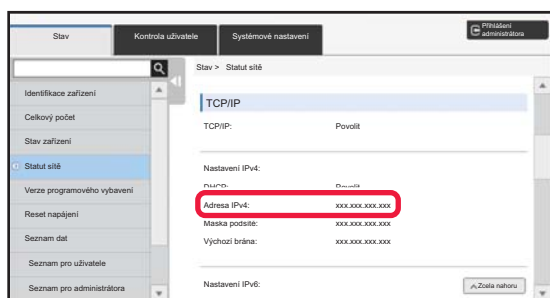 Stav
Kontrola uživatele
Systémové nastavení
Přihlášení
administrátora
Stav > Statut sítě
Identifikace zařízení
Celkový počet
Stav zařízení
Statut sítě
Verze programového vybavení
Reset napájení
Seznam dat
Seznam pro uživatele
Seznam pro administrátora
TCP/IP
TCP/IP: Povolit
Nastavení IPv4:
DHCP: Povolit
Adresa IPv4: xxx.xxx.xxx.xxx
Maska podsítě: xxx.xxx.xxx.xxx
Výchozí brána: xxx.xxx.xxx.xxx
Nastavení IPv6:
Zcela nahoru